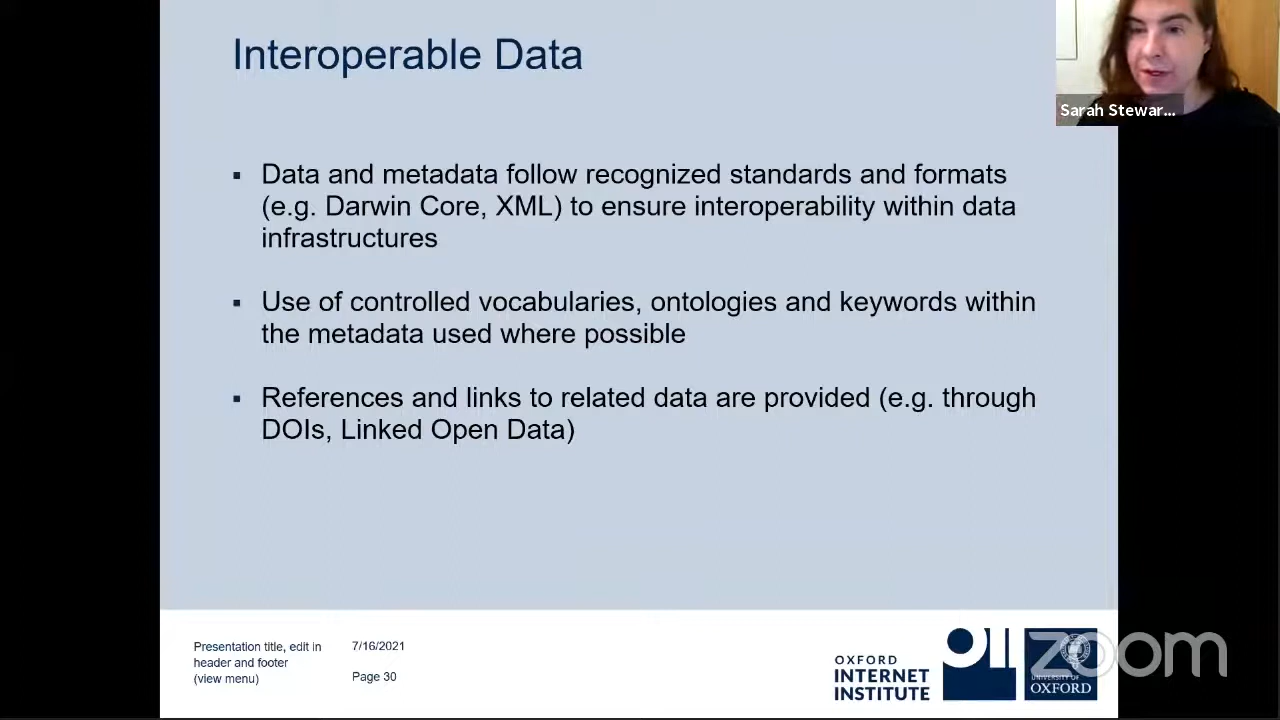 Interoperable Data
Sarah Stewar...
▪ Data and metadata follow recognized standards and formats
(e.g. Darwin Core, XML) to ensure interoperability within data
infrastructures
▪ Use of controlled vocabularies, ontologies and keywords within
the metadata used where possible
▪ References and links to related data are provided (e.g. through
DOIs, Linked Open Data)
Presentation title, edit in
header and footer
(view menu)
7/16/2021
Page 30
OXFORD
INTERNET
INSTITUTE
OII
UNIVERSITY OF
OXFORD
zoom